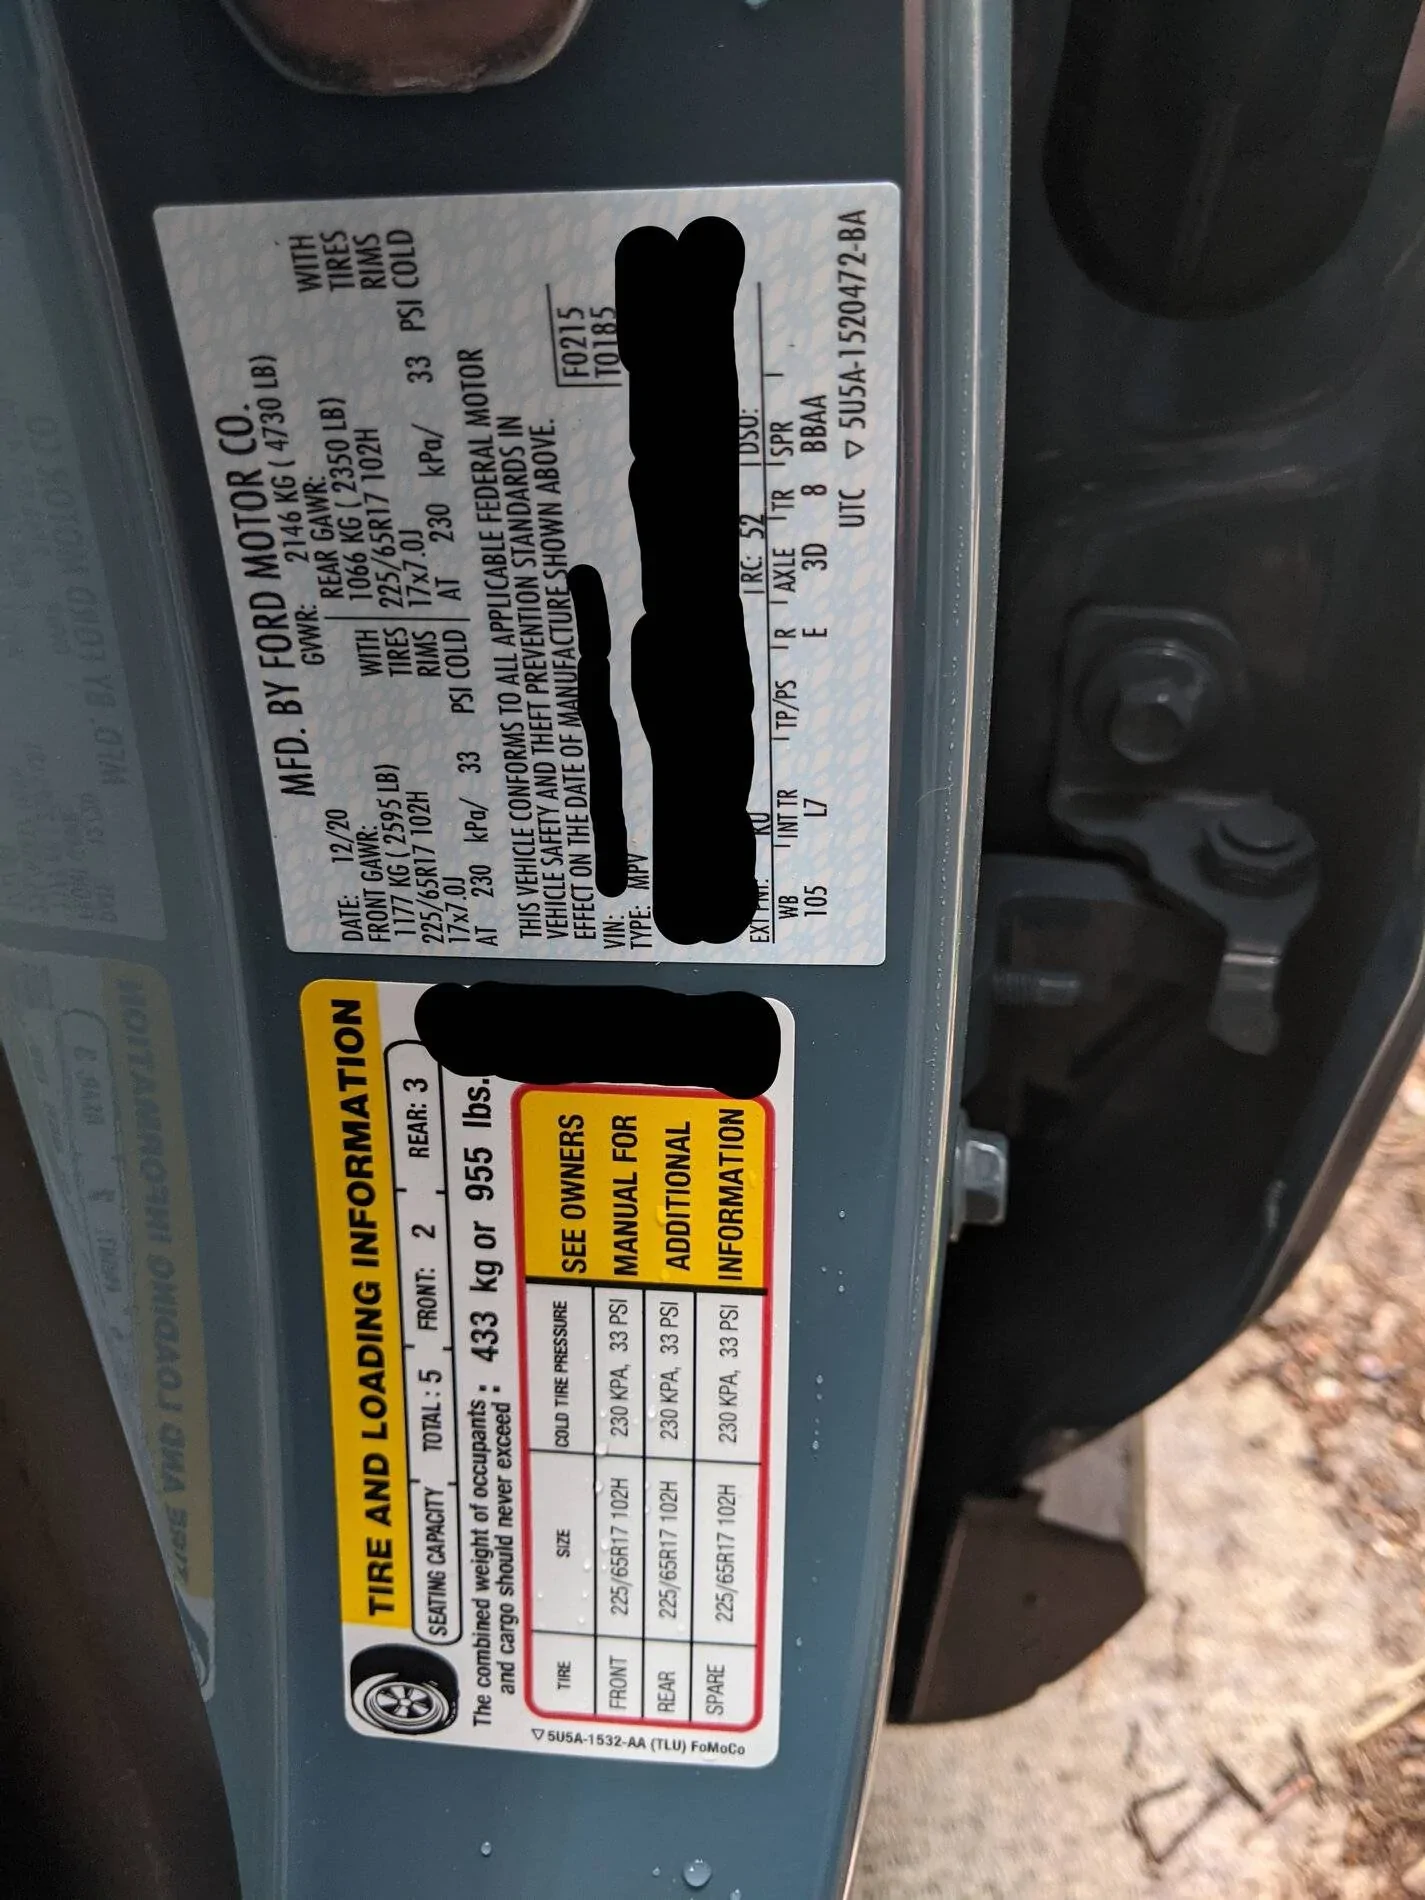 MFD. BY FORD MOTOR CO.
DATE: 12/20 GVWR: 2146 KG ( 4730 LB)
FRONT GAWR: REAR GAWR:
1177 KG ( 2595 LB) WITH 1066 KG ( 2350 LB) WITH
225/65R17 102H TIRES 225/65R17 102H TIRES
17x7.0J RIMS 17x7.0J RIMS
AT 230 kPa/ 33 PSI COLD AT 230 kPa/ 33 PSI COLD
THIS VEHICLE CONFORMS TO ALL APPLICABLE FEDERAL MOTOR
VEHICLE SAFETY AND THEFT PREVENTION STANDARDS IN
EFFECT ON THE DATE OF MANUFACTURE SHOWN ABOVE.
VIN: F0215
TYPE: MPV T0185
EXT PNT: KU RC: 52 DSO:
WB INT TR TP/PS R AXLE TR SPR
105 L7 E 3D 8 BBAA
UTC ▽ 5U5A-1520472-BA
TIRE AND LOADING INFORMATION
SEATING CAPACITY TOTAL : 5 FRONT: 2 REAR: 3
The combined weight of occupants and cargo should never exceed : 433 kg or 955 lbs.
TIRE SIZE COLD TIRE PRESSURE
FRONT 225/65R17 102H 230 KPA, 33 PSI
REAR 225/65R17 102H 230 KPA, 33 PSI
SPARE 225/65R17 102H 230 KPA, 33 PSI
SEE OWNERS
MANUAL FOR
ADDITIONAL
INFORMATION
▽ 5U5A-1532-AA (TLU) FoMoCo